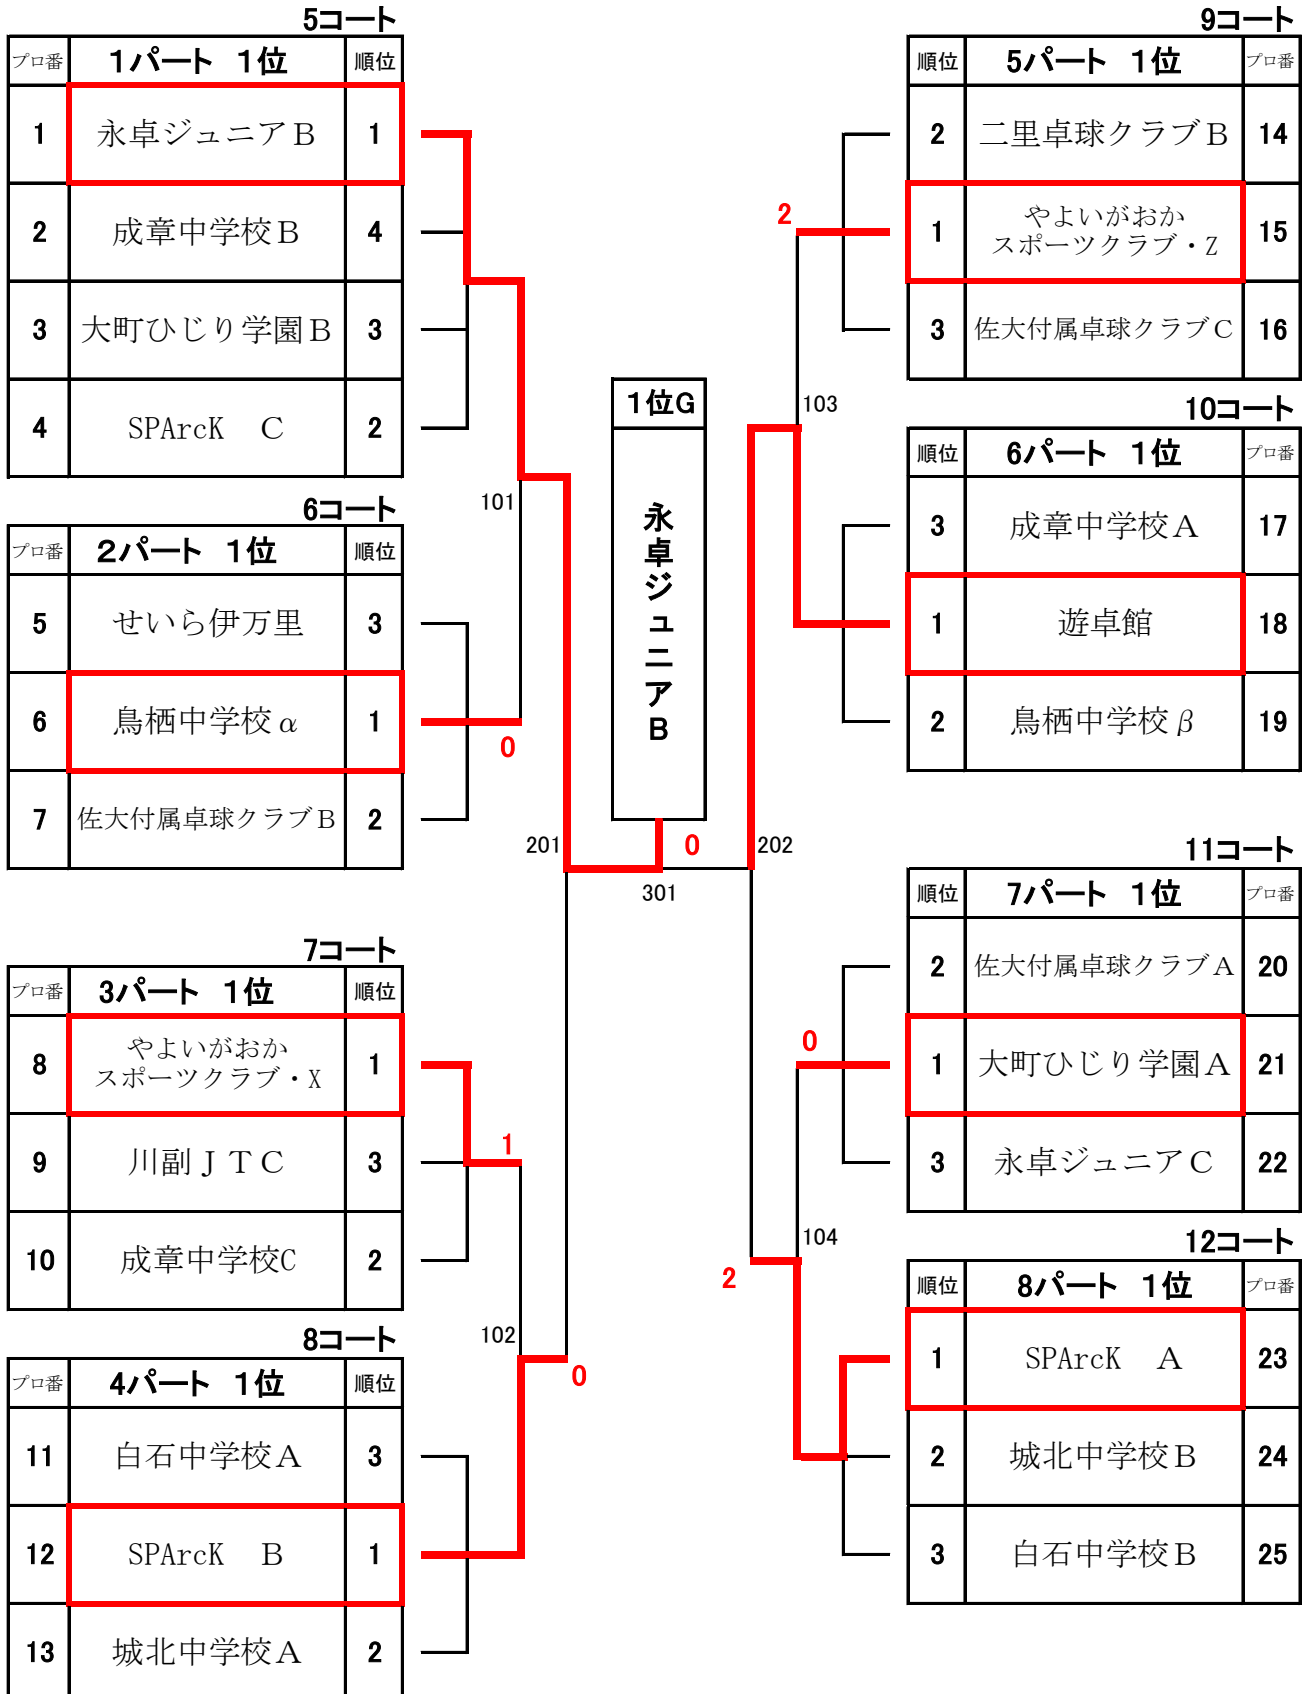 5コート
プロ番 1パート 1位 順位
1 永卓ジュニアB 1
2 成章中学校B 4
3 大町ひじり学園B 3
4 SPArcK C 2
6コート
プロ番 2パート 1位 順位
5 せいら伊万里 3
6 鳥栖中学校α 1
7 佐大付属卓球クラブB 2
7コート
プロ番 3パート 1位 順位
8 やよいがおか
スポーツクラブ・X 1
9 川副JTC 3
10 成章中学校C 2
8コート
プロ番 4パート 1位 順位
11 白石中学校A 3
12 SPArcK B 1
13 城北中学校A 2
101
0
201
1
102
0
1位G
永卓ジュニアB
0
301
2
103
202
0
104
2
9コート
順位 5パート 1位 プロ番
2 二里卓球クラブB 14
1 やよいがおか
スポーツクラブ・Z 15
3 佐大付属卓球クラブC 16
10コート
順位 6パート 1位 プロ番
3 成章中学校A 17
1 遊卓館 18
2 鳥栖中学校β 19
11コート
順位 7パート 1位 プロ番
2 佐大付属卓球クラブA 20
1 大町ひじり学園A 21
3 永卓ジュニアC 22
12コート
順位 8パート 1位 プロ番
1 SPArcK A 23
2 城北中学校B 24
3 白石中学校B 25